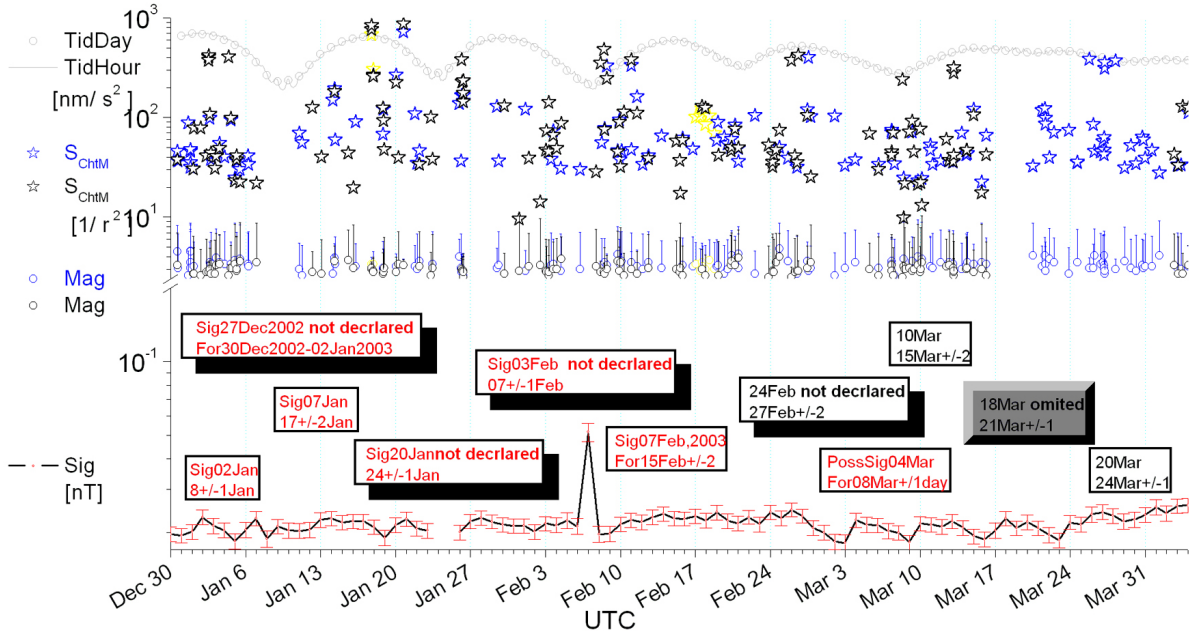 10³
TidDay
TidHour
[nm/ s²]
10²
S_ChtM
S_ChtM
[1/ r²]
10¹
Mag
Mag
10⁻¹
Sig27Dec2002 not decrlared
For30Dec2002-02Jan2003
Sig03Feb not decrlared
07+/-1Feb
10Mar
15Mar+/-2
24Feb not decrlared
27Feb+/-2
18Mar omited
21Mar+/-1
Sig07Jan
17+/-2Jan
Sig20Jannot decrlared
24+/-1Jan
Sig07Feb,2003
For15Feb+/-2
Sig02Jan
8+/-1Jan
PossSig04Mar
For08Mar+/1day
20Mar
24Mar+/-1
Sig
[nT]
Dec 30
Jan 6
Jan 13
Jan 20
Jan 27
Feb 3
Feb 10
Feb 17
Feb 24
Mar 3
Mar 10
Mar 17
Mar 24
Mar 31
UTC